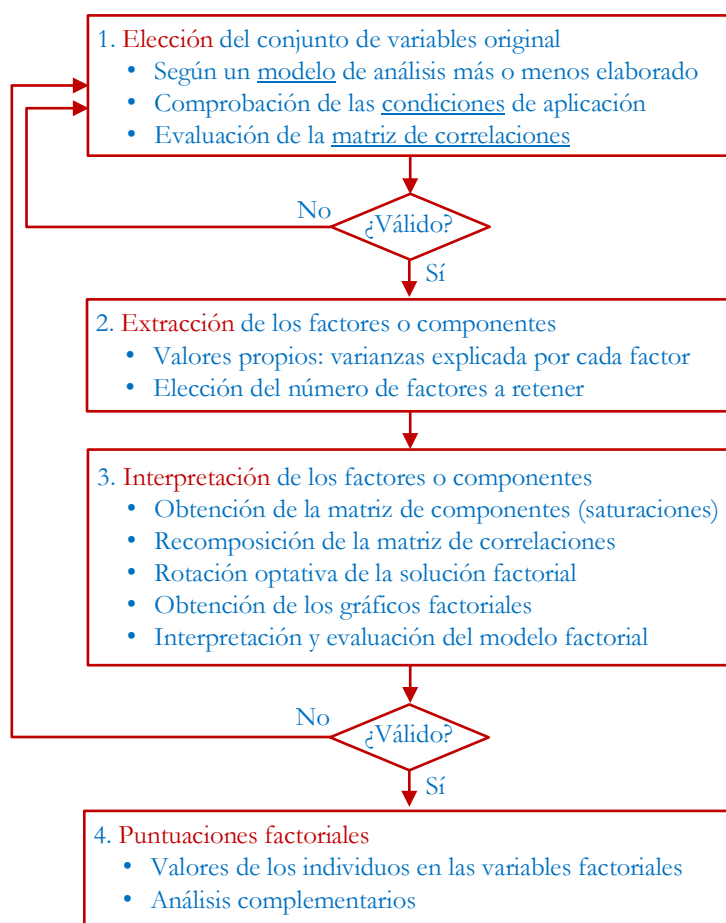 1. Elección del conjunto de variables original
• Según un modelo de análisis más o menos elaborado
• Comprobación de las condiciones de aplicación
• Evaluación de la matriz de correlaciones
No
¿Válido?
Sí
2. Extracción de los factores o componentes
• Valores propios: varianzas explicada por cada factor
• Elección del número de factores a retener
3. Interpretación de los factores o componentes
• Obtención de la matriz de componentes (saturaciones)
• Recomposición de la matriz de correlaciones
• Rotación optativa de la solución factorial
• Obtención de los gráficos factoriales
• Interpretación y evaluación del modelo factorial
No
¿Válido?
Sí
4. Puntuaciones factoriales
• Valores de los individuos en las variables factoriales
• Análisis complementarios